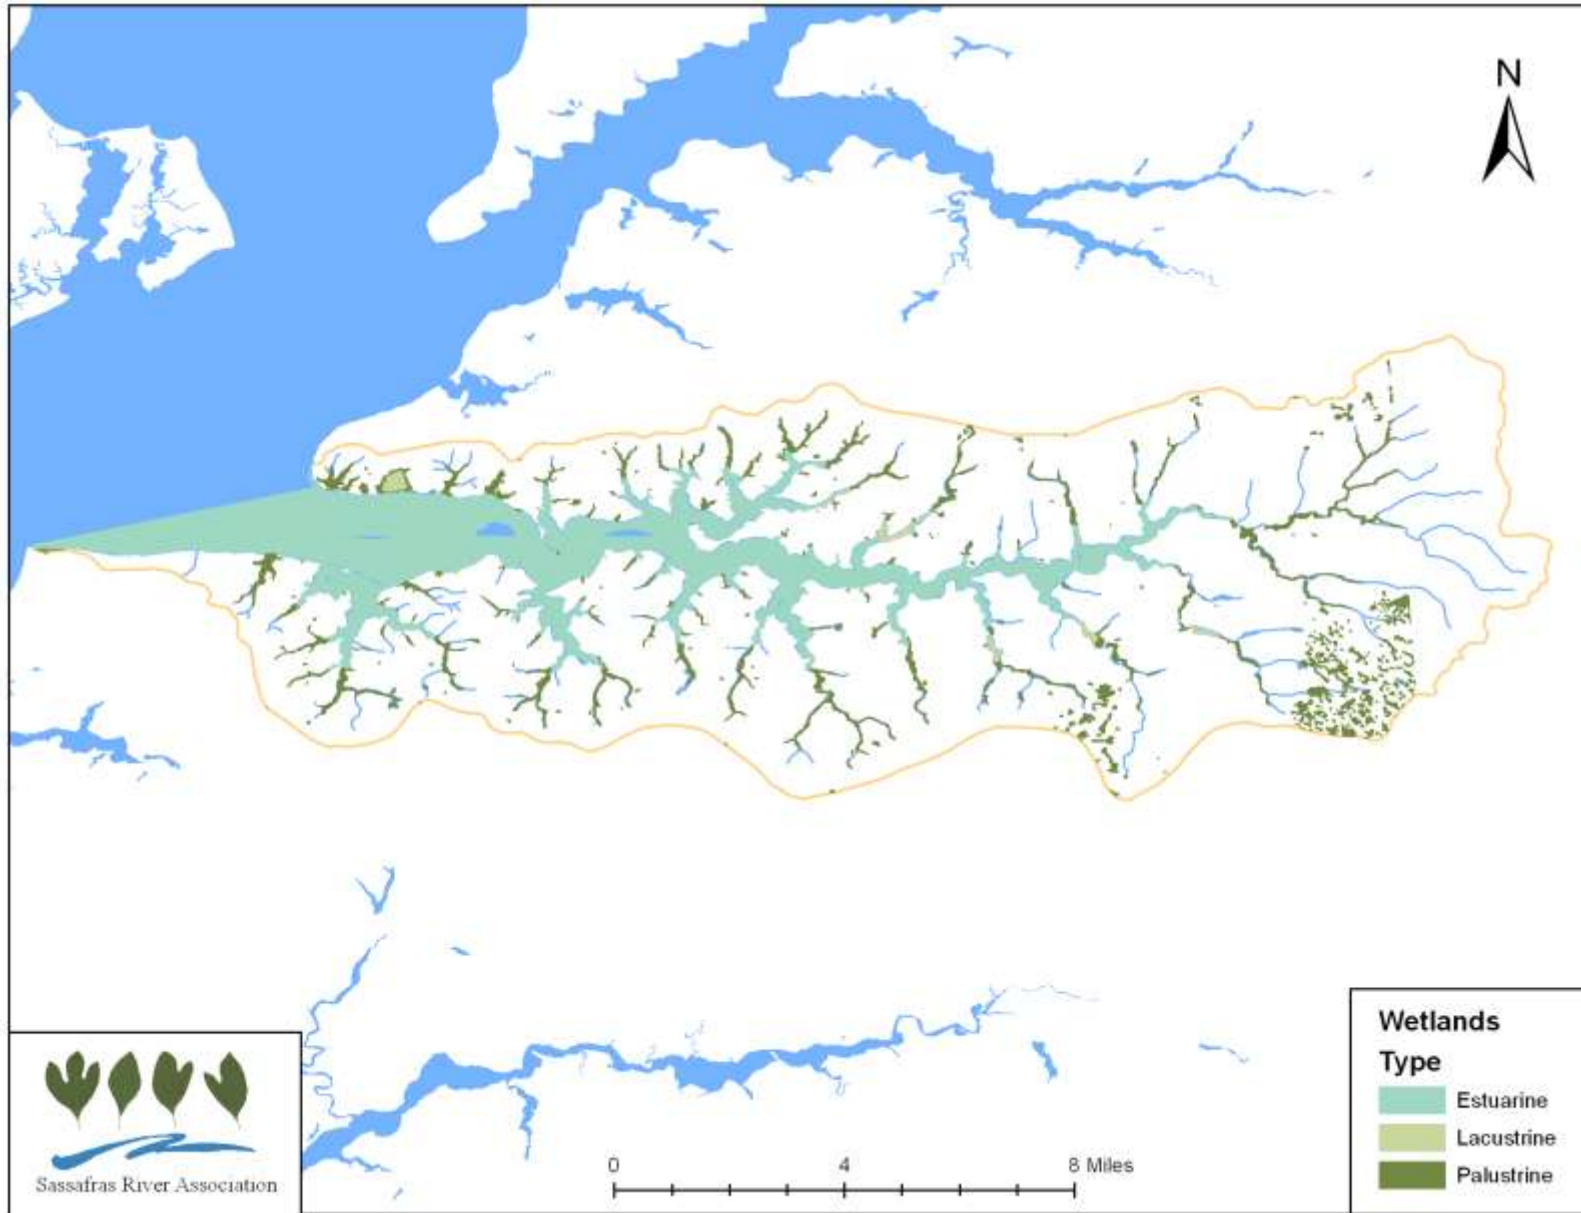 N
Wetlands
Type
Estuarine
Lacustrine
Palustrine
0 4 8 Miles
Sassafras River Association